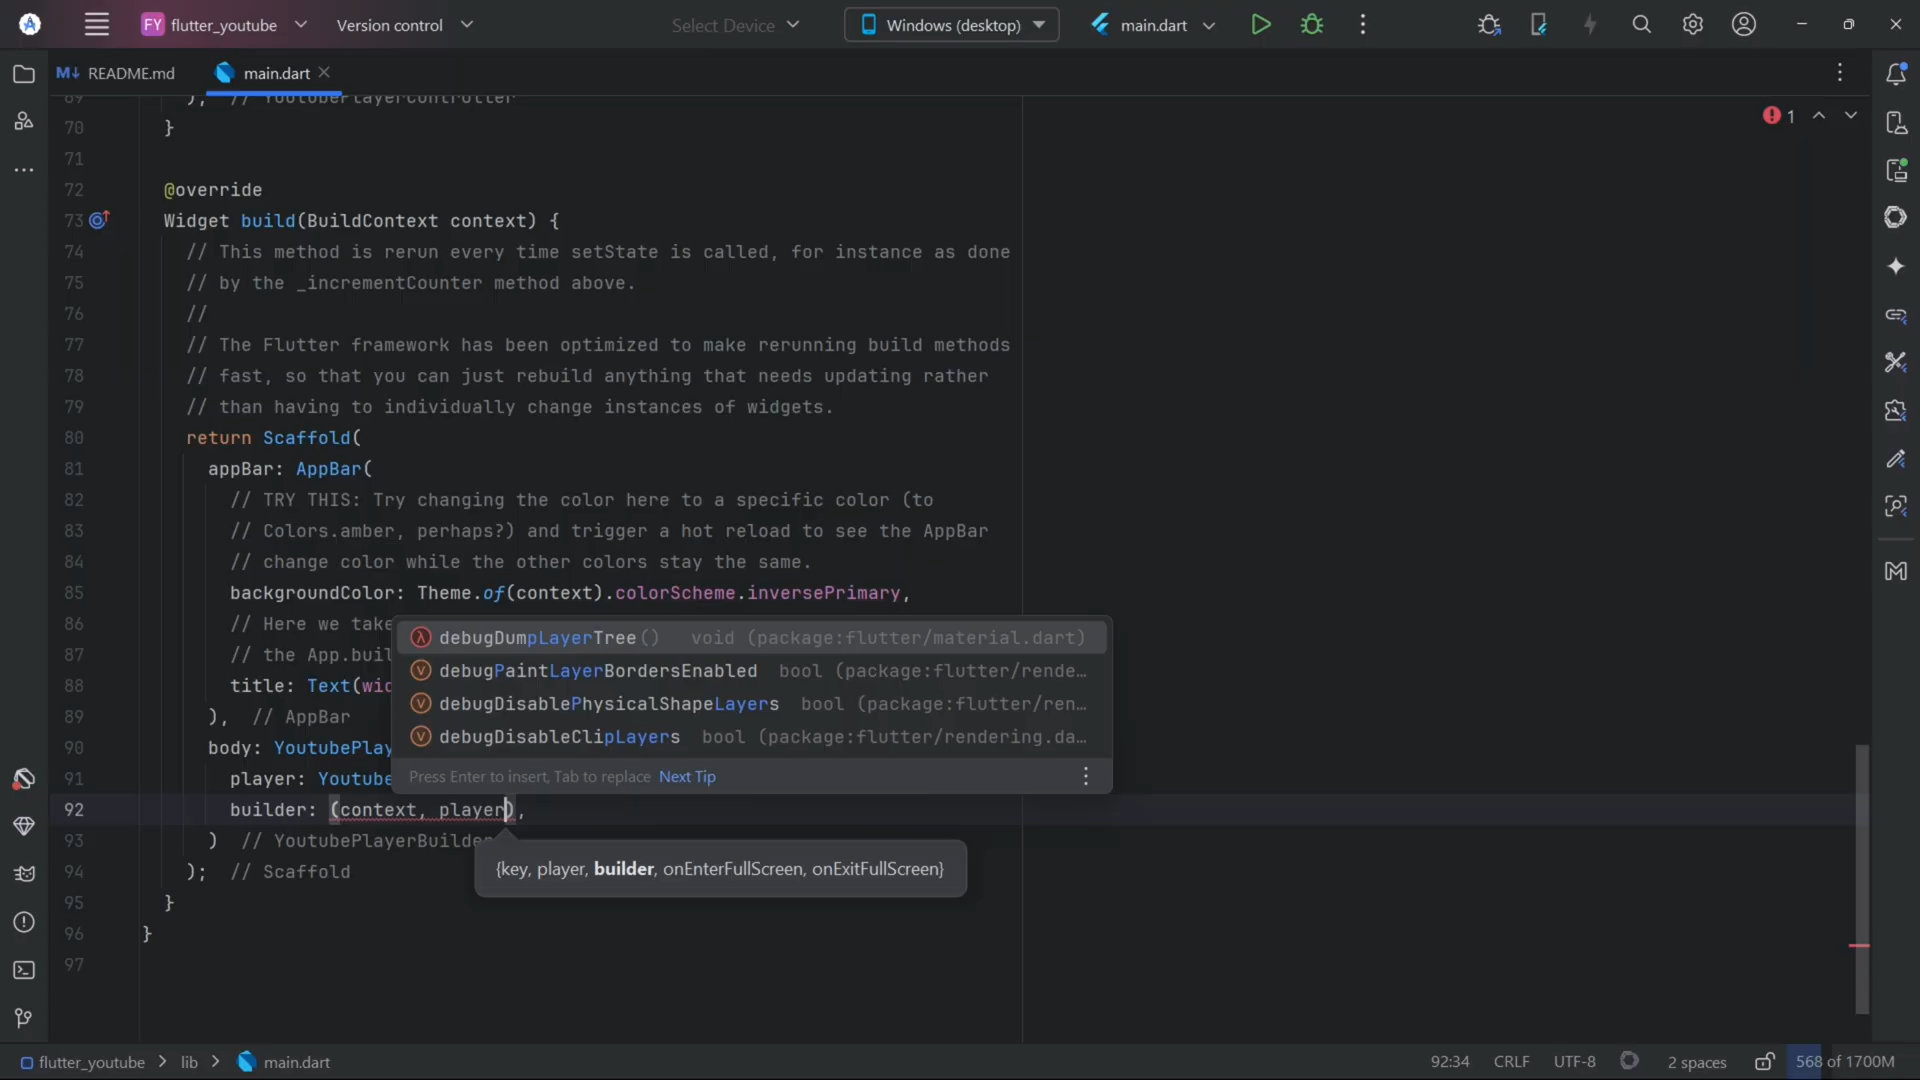 FY flutter_youtube
Version control
Select Device
Windows (desktop)
main.dart
README.md
main.dart
69 ); // YoutubePlayerController
70 }
71
72 @override
73 Widget build(BuildContext context) {
74 // This method is rerun every time setState is called, for instance as done
75 // by the _incrementCounter method above.
76 //
77 // The Flutter framework has been optimized to make rerunning build methods
78 // fast, so that you can just rebuild anything that needs updating rather
79 // than having to individually change instances of widgets.
80 return Scaffold(
81 appBar: AppBar(
82 // TRY THIS: Try changing the color here to a specific color (to
83 // Colors.amber, perhaps?) and trigger a hot reload to see the AppBar
84 // change color while the other colors stay the same.
85 backgroundColor: Theme.of(context).colorScheme.inversePrimary,
86 // Here we take
87 // the App.buil
88 title: Text(wid
89 ), // AppBar
90 body: YoutubePlay
91 player: Youtube
92 builder: (context, player),
93 ) // YoutubePlayerBuilder
94 ); // Scaffold
95 }
96 }
97
1
debugDumpLayerTree() void (package:flutter/material.dart)
debugPaintLayerBordersEnabled bool (package:flutter/rende…
debugDisablePhysicalShapeLayers bool (package:flutter/ren…
debugDisableClipLayers bool (package:flutter/rendering.da…
Press Enter to insert, Tab to replace Next Tip
{key, player, builder, onEnterFullScreen, onExitFullScreen}
flutter_youtube > lib > main.dart
92:34 CRLF UTF-8 2 spaces 568 of 1700M